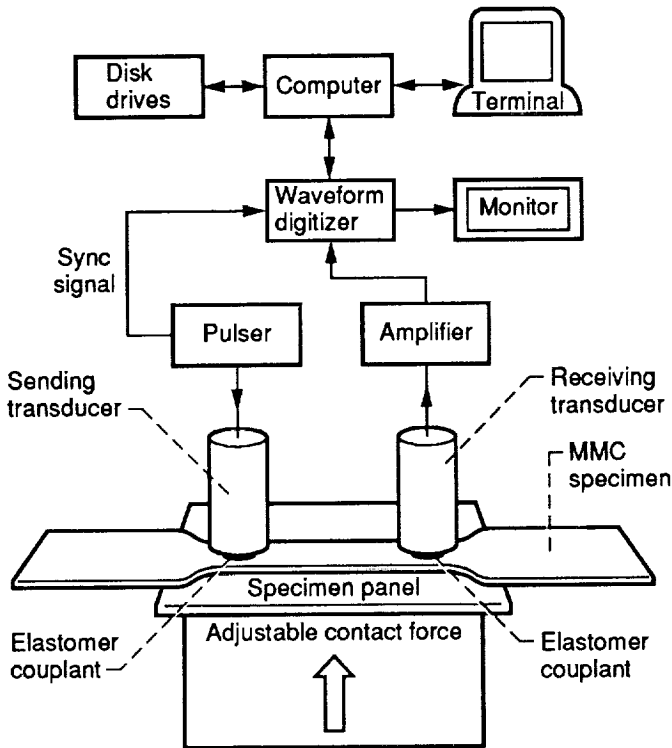 Disk
drives
Computer
Terminal
Waveform
digitizer
Monitor
Sync
signal
Pulser
Amplifier
Sending
transducer
Receiving
transducer
MMC
specimen
Specimen panel
Elastomer
couplant
Adjustable contact force
Elastomer
couplant